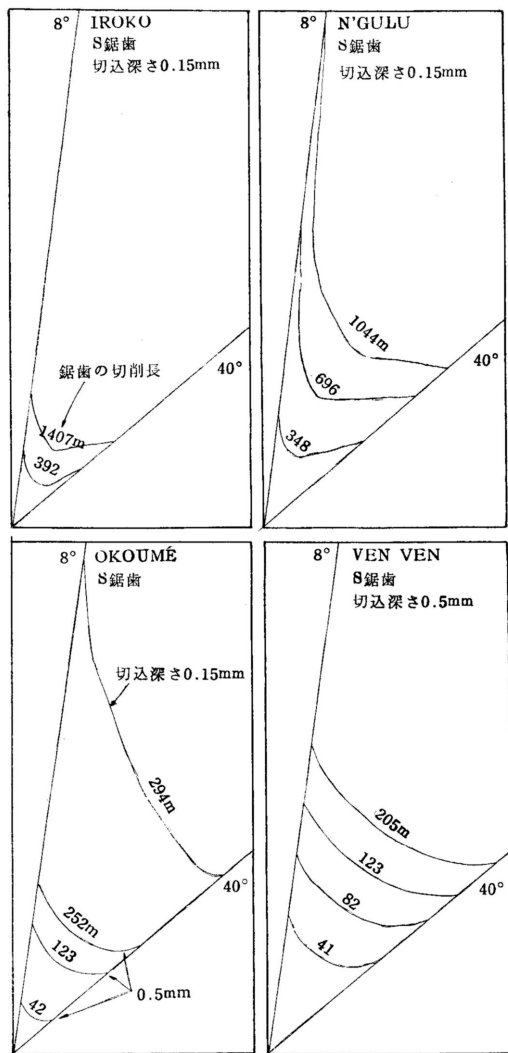 8° IROKO
S鋸歯
切込深さ0.15mm
鋸歯の切削長
1407m
392
40°
8° N'GULU
S鋸歯
切込深さ0.15mm
1044m
696
348
40°
8° OKOUMÉ
S鋸歯
切込深さ0.15mm
294m
252m
123
42
0.5mm
40°
8° VEN VEN
S鋸歯
切込深さ0.5mm
205m
123
82
41
40°